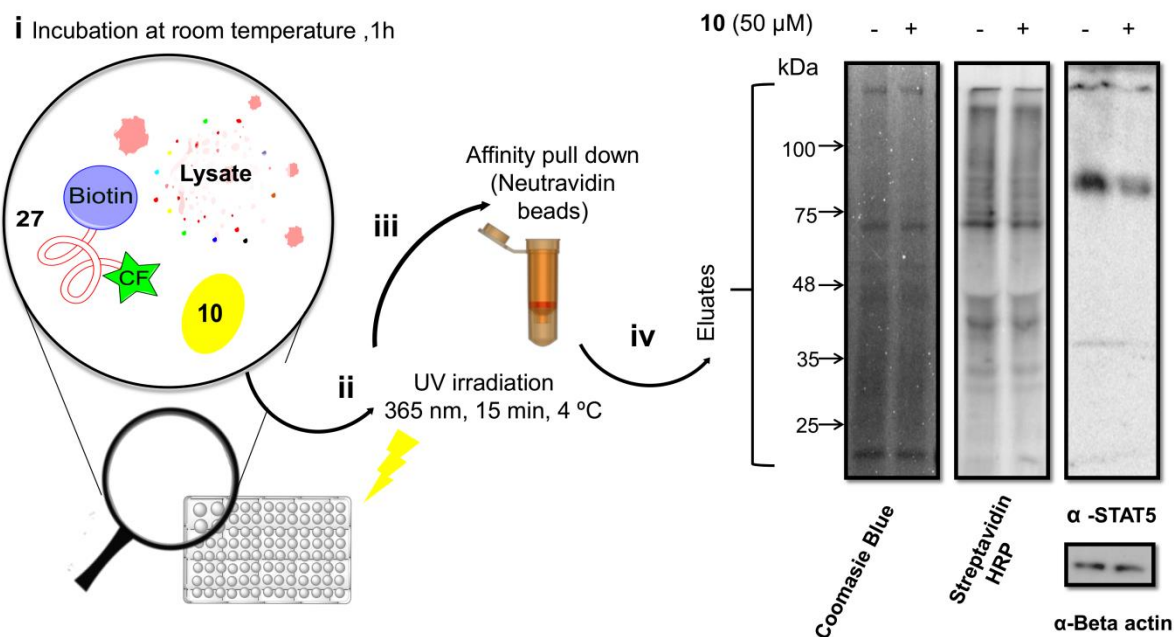 i Incubation at room temperature ,1h
Lysate
Biotin
27
CF
10
ii
UV irradiation
365 nm, 15 min, 4 ºC
iii
Affinity pull down
(Neutravidin
beads)
iv
Eluates
10 (50 µM) - + - + - +
kDa
100
75
48
35
25
Coomasie Blue
Streptavidin
HRP
α -STAT5
α-Beta actin